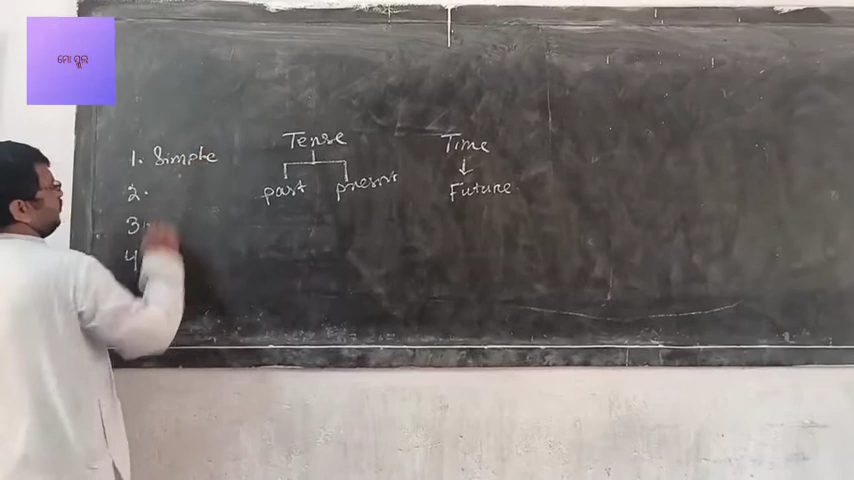 ମୋ ସ୍କୁଲ
Tense Time
1. Simple
past present Future
2.
3.
4